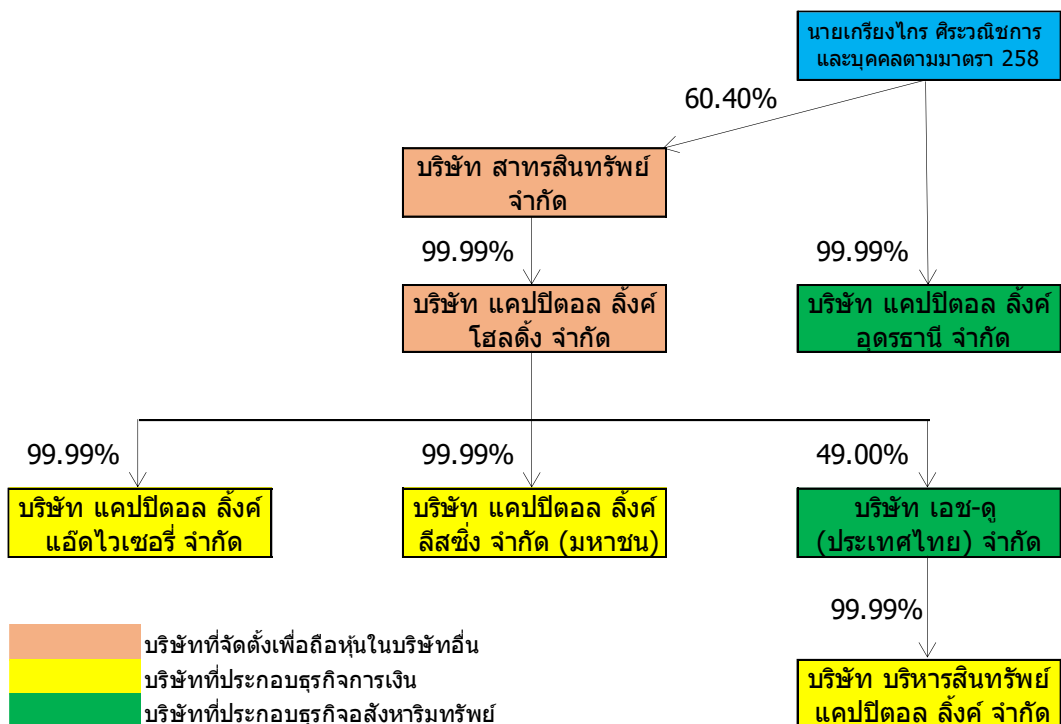 นายเกรียงไกร ศิระวณิชการ
และบุคคลตามมาตรา 258
60.40%
บริษัท สาทรสินทรัพย์
จำกัด
99.99%
99.99%
บริษัท แคปปิตอล ลิ้งค์
โฮลดิ้ง จำกัด
บริษัท แคปปิตอล ลิ้งค์
อุดรธานี จำกัด
99.99%
99.99%
49.00%
บริษัท แคปปิตอล ลิ้งค์
แอ๊ดไวเซอรี่ จำกัด
บริษัท แคปปิตอล ลิ้งค์
ลีสซิ่ง จำกัด (มหาชน)
บริษัท เอช-ดู
(ประเทศไทย) จำกัด
99.99%
บริษัทที่จัดตั้งเพื่อถือหุ้นในบริษัทอื่น
บริษัทที่ประกอบธุรกิจการเงิน
บริษัทที่ประกอบธุรกิจอสังหาริมทรัพย์
บริษัท บริหารสินทรัพย์
แคปปิตอล ลิ้งค์ จำกัด